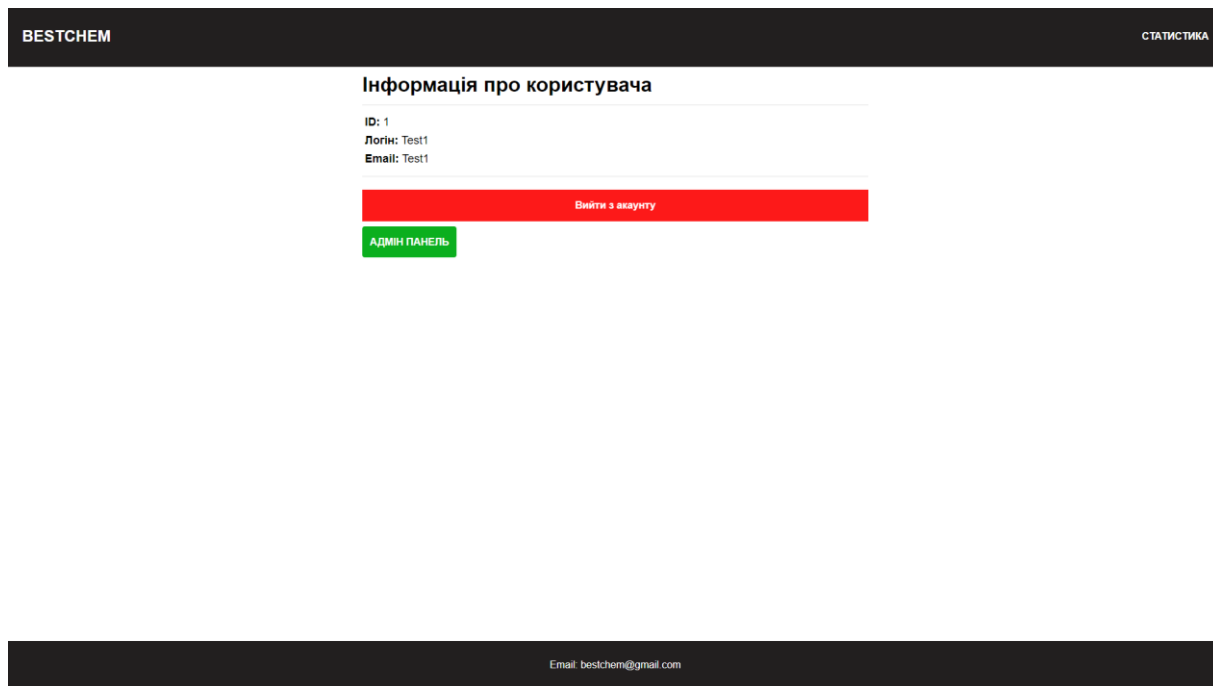 BESTCHEM
СТАТИСТИКА
Інформація про користувача
ID: 1
Логін: Test1
Email: Test1
Вийти з акаунту
АДМІН ПАНЕЛЬ
Email: bestchem@gmail.com